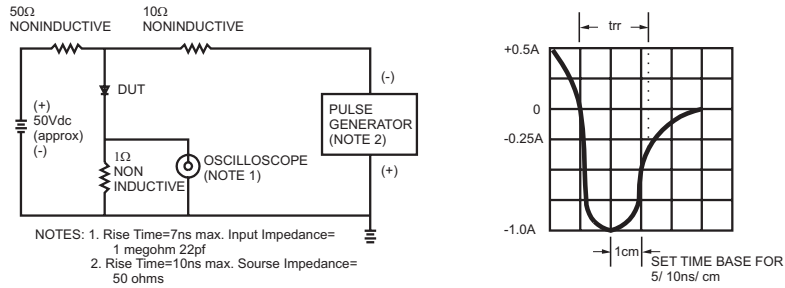 50Ω
NONINDUCTIVE
10Ω
NONINDUCTIVE
DUT
(+)
50Vdc
(approx)
(-)
1Ω
NON
INDUCTIVE
OSCILLOSCOPE
(NOTE 1)
(-)
PULSE
GENERATOR
(NOTE 2)
(+)
NOTES: 1. Rise Time=7ns max. Input Impedance=
1 megohm 22pf
2. Rise Time=10ns max. Sourse Impedance=
50 ohms
trr
+0.5A
0
-0.25A
-1.0A
1cm
SET TIME BASE FOR
5/ 10ns/ cm